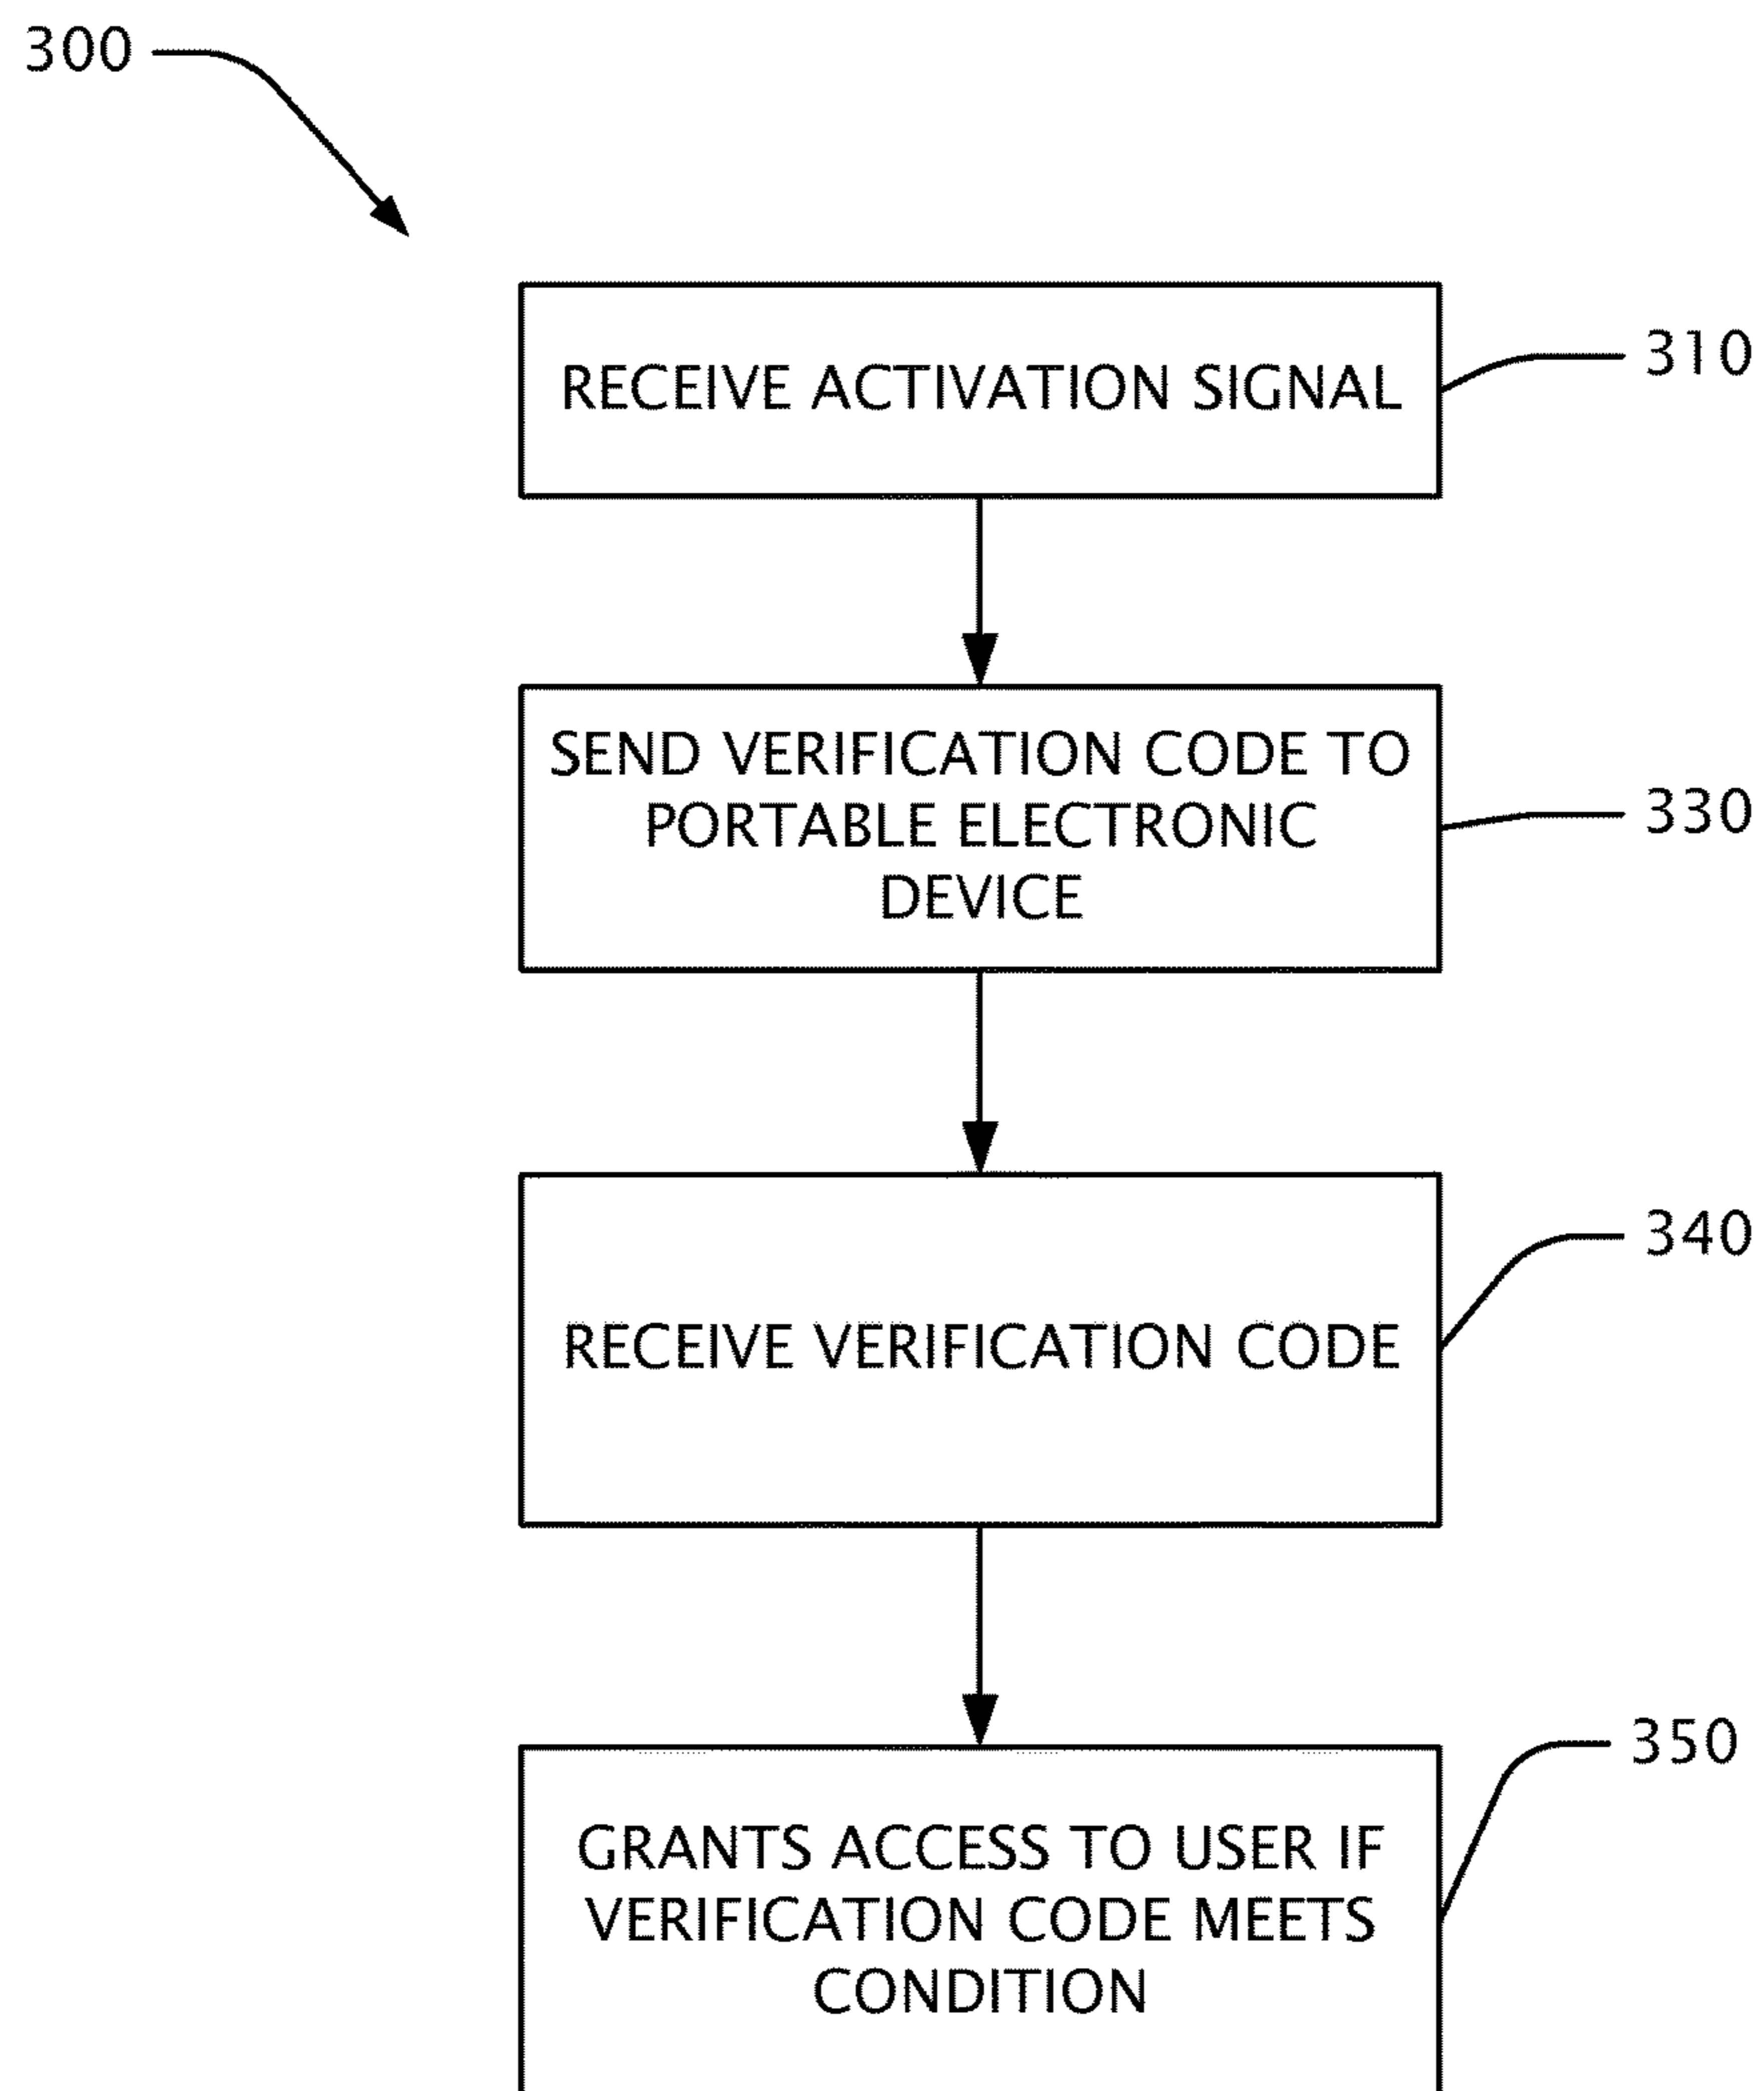 300
RECEIVE ACTIVATION SIGNAL
310
SEND VERIFICATION CODE TO
PORTABLE ELECTRONIC
DEVICE
330
RECEIVE VERIFICATION CODE
340
GRANTS ACCESS TO USER IF
VERIFICATION CODE MEETS
CONDITION
350